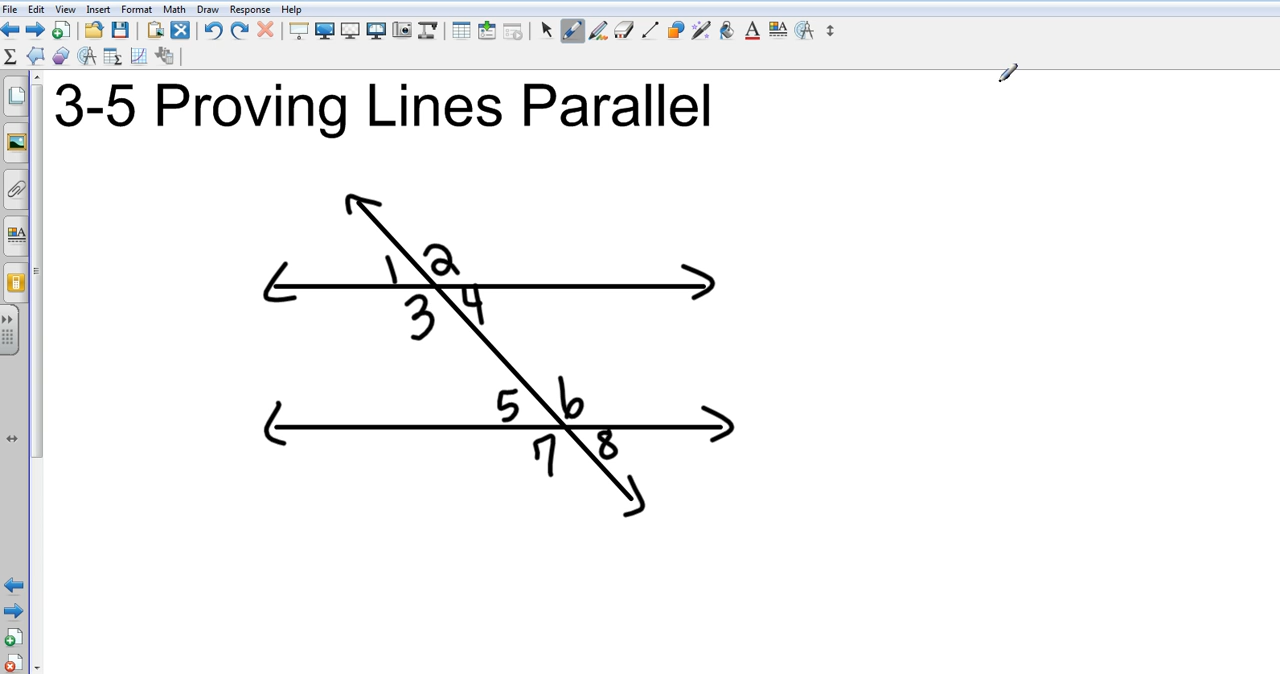 File Edit View Insert Format Math Draw Response Help
3-5 Proving Lines Parallel
1 2
3 4
5 6
7 8